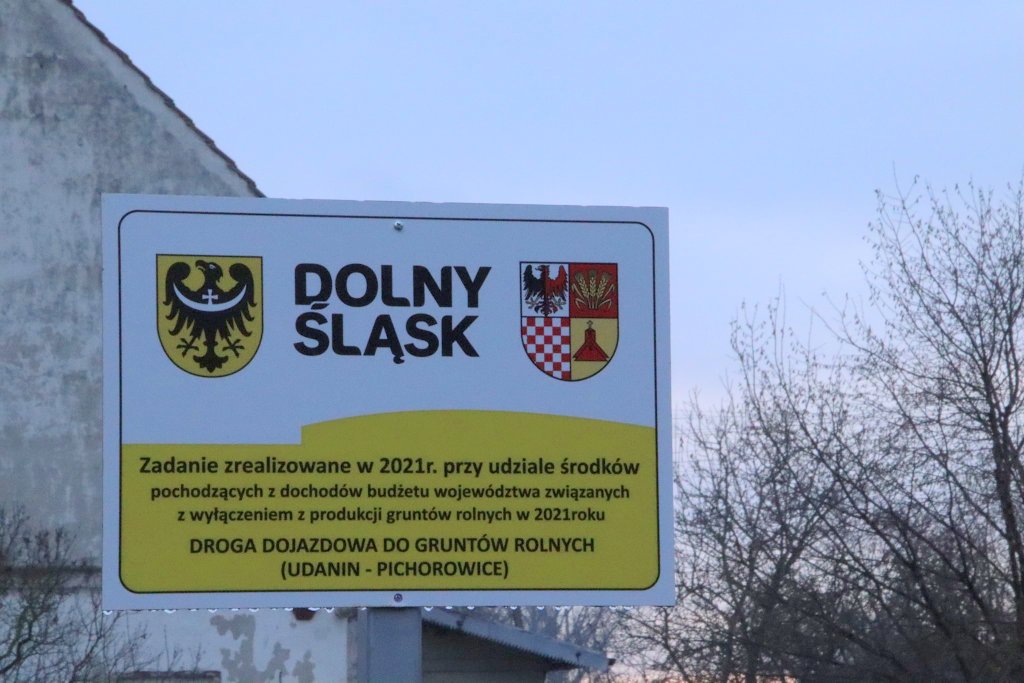 DOLNY
ŚLĄSK
Zadanie zrealizowane w 2021r. przy udziale środków
pochodzących z dochodów budżetu województwa związanych
z wyłączeniem z produkcji gruntów rolnych w 2021roku
DROGA DOJAZDOWA DO GRUNTÓW ROLNYCH
(UDANIN - PICHOROWICE)